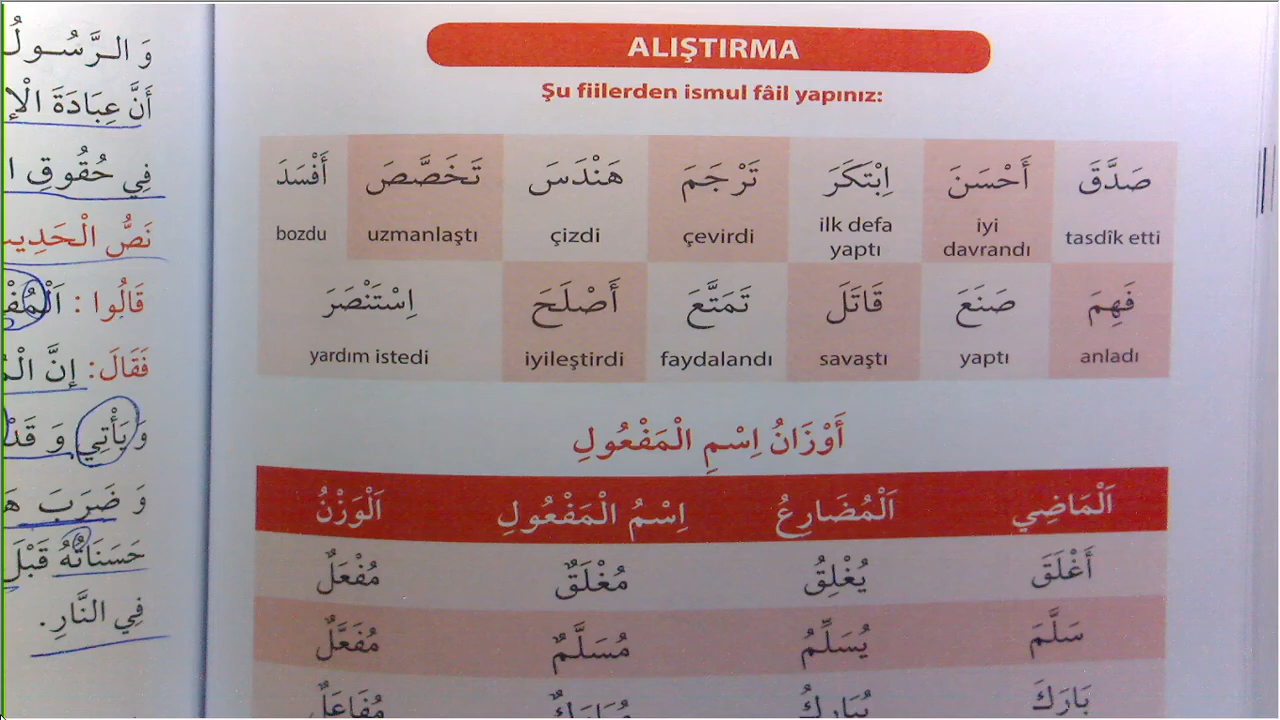 وَ الرَّسُولُ
أَنَّ عِبَادَةَ
فِي حُقُوقِ
نَصُّ
قَالُوا :
فَقَالَ: إِنَّ
وَ يَأْتِي وَ
وَ ضَرَبَ
حَسَنَاتُهُ قَبْلَ
فِي النَّارِ.
ALIŞTIRMA
Şu fiilerden ismul fâil yapınız:
صَدَّقَ أَحْسَنَ اِبْتَكَرَ تَرْجَمَ هَنْدَسَ تَخَصَّصَ أَفْسَدَ
tasdîk etti iyi davrandı ilk defa yaptı çevirdi çizdi uzmanlaştı bozdu
فَهِمَ صَنَعَ قَاتَلَ تَمَتَّعَ أَصْلَحَ اِسْتَنْصَرَ
anladı yaptı savaştı faydalandı iyileştirdi yardım istedi
أَوْزَانُ اِسْمِ الْمَفْعُولِ
اَلْمَاضِي اَلْمُضَارِعُ اِسْمُ الْمَفْعُولِ اَلْوَزْنُ
أَغْلَقَ يُغْلِقُ مُغْلَقٌ مُفْعَلٌ
سَلَّمَ يُسَلِّمُ مُسَلَّمٌ مُفَعَّلٌ
بَارَكَ يُبَارِكُ مُبَارَكٌ مُفَاعَلٌ